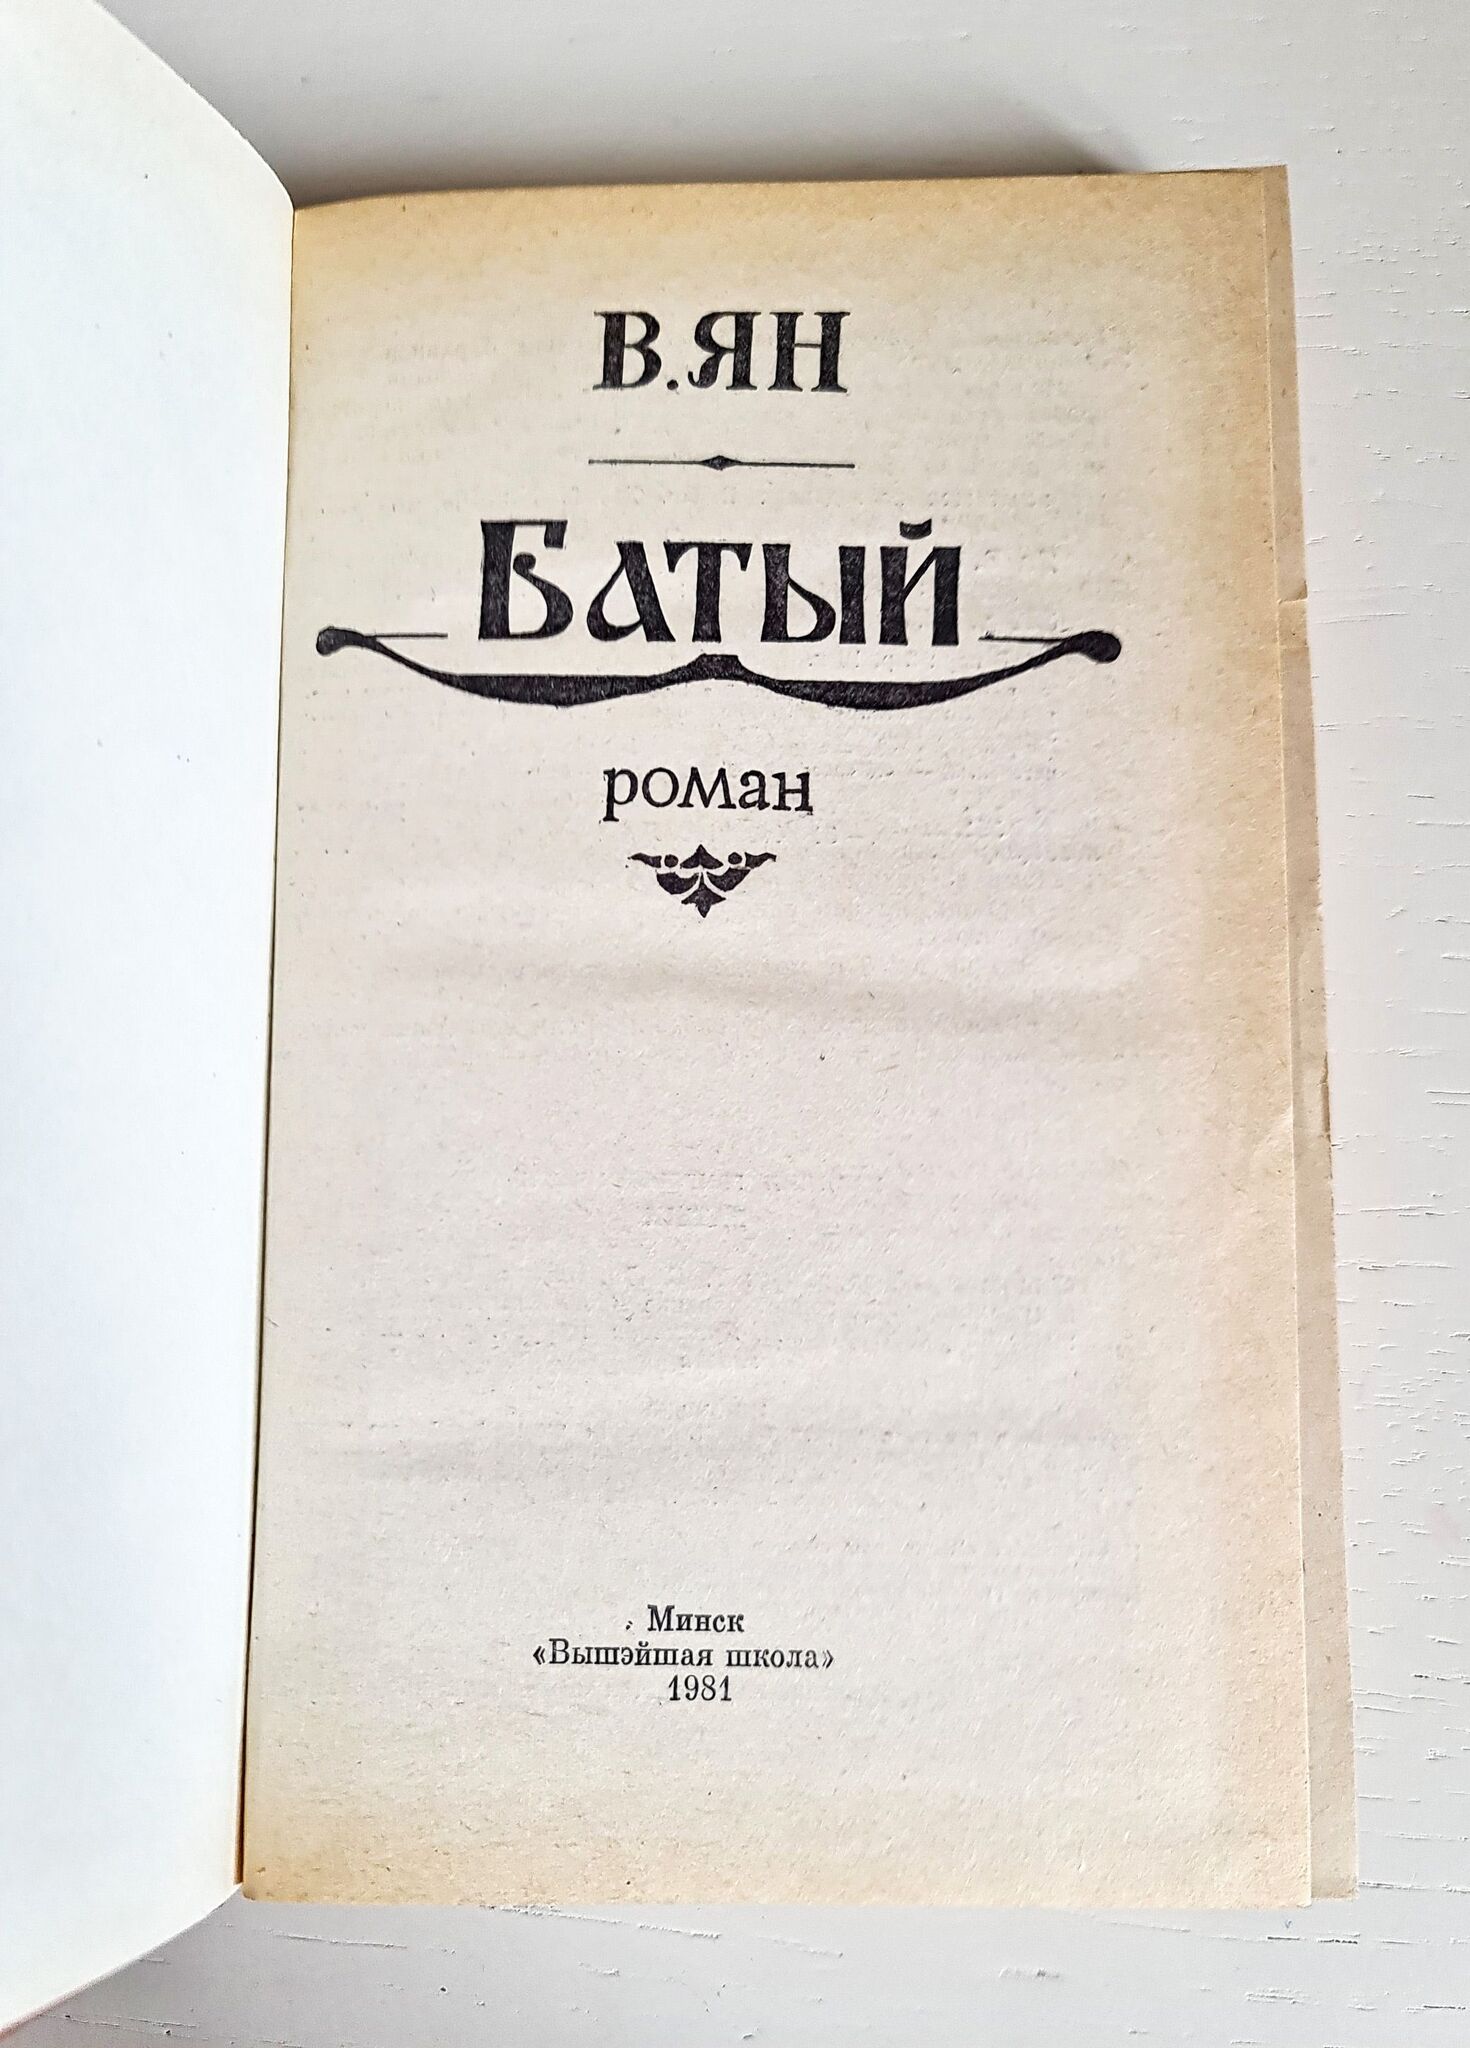 В. ЯН
Батый
роман
Минск
«Вышэйшая школа»
1981